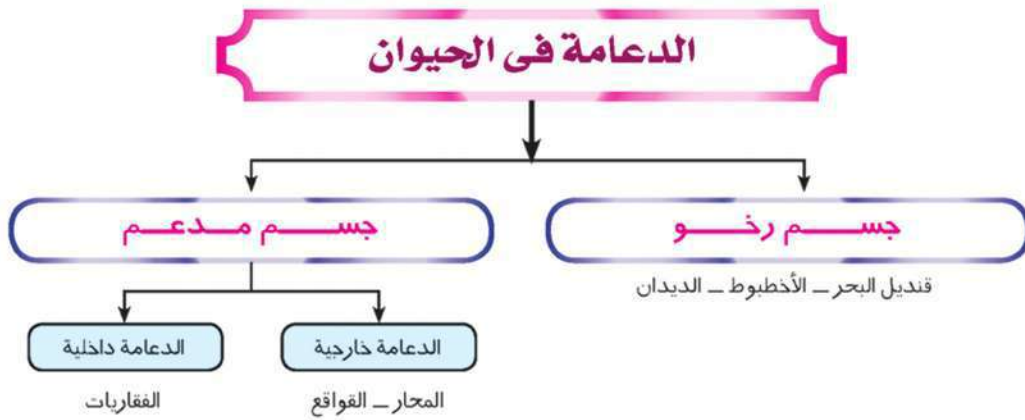 الدعامة فى الحيوان
جسم رخو
قنديل البحر - الأخطبوط - الديدان
جسم مدعم
الدعامة خارجية
المحار - القواقع
الدعامة داخلية
الفقاريات